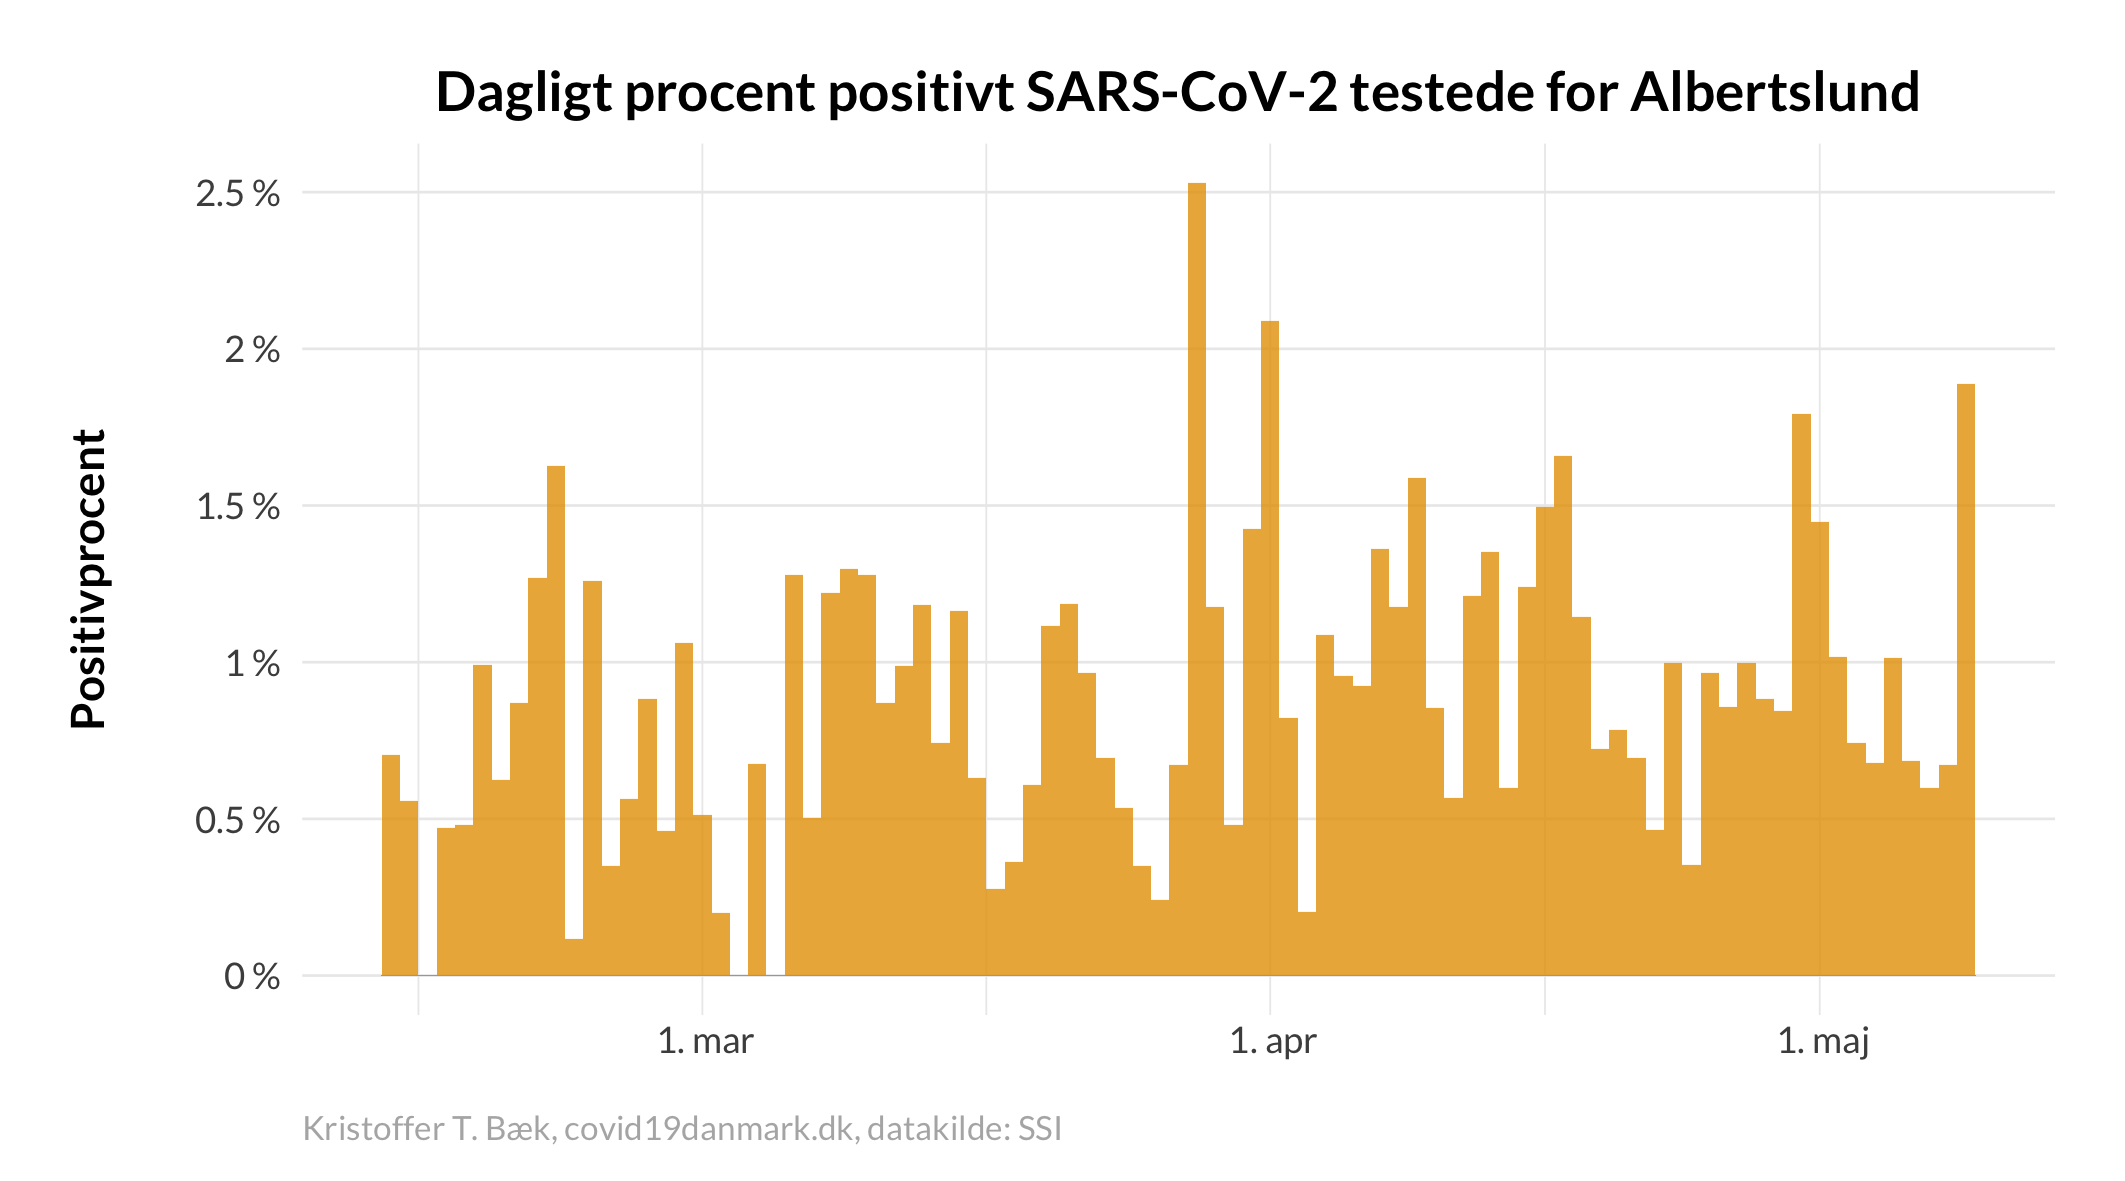 Dagligt procent positivt SARS-CoV-2 testede for Albertslund
Positivprocent
2.5 %
2 %
1.5 %
1 %
0.5 %
0 %
1. mar
1. apr
1. maj
Kristoffer T. Bæk, covid19danmark.dk, datakilde: SSI